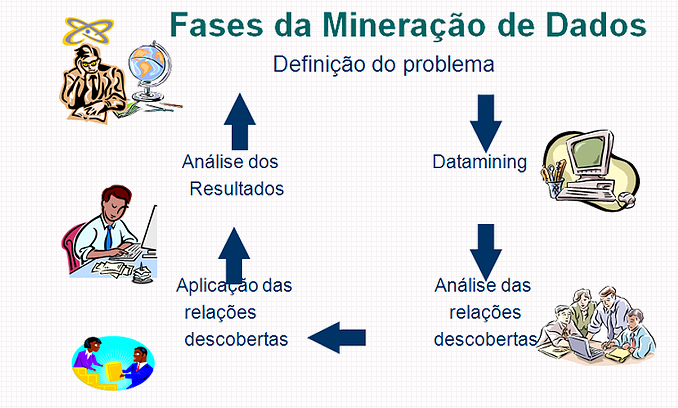 Fases da Mineração de Dados
Definição do problema
Datamining
Análise das
relações
descobertas
Aplicação das
relações
descobertas
Análise dos
Resultados